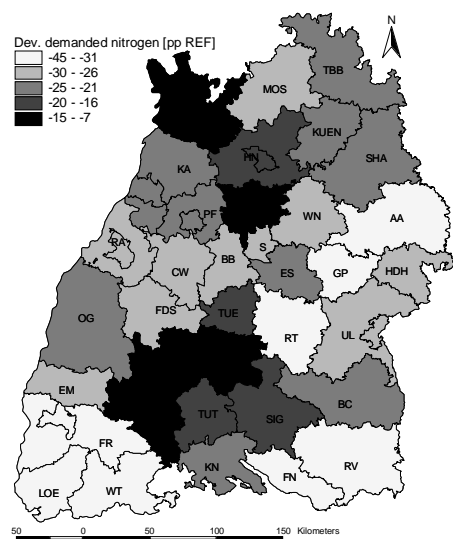 N
Dev. demanded nitrogen [pp REF]
-45 - -31
-30 - -26
-25 - -21
-20 - -16
-15 - -7
TBB
MOS
KUEN
HN
SHA
KA
PF
WN
AA
RA
S
BB
CW
ES
GP
HDH
OG
FDS
TUE
RT
UL
EM
TUT
SIG
BC
FR
KN
FN
RV
LOE
WT
50 0 50 100 150 Kilometers